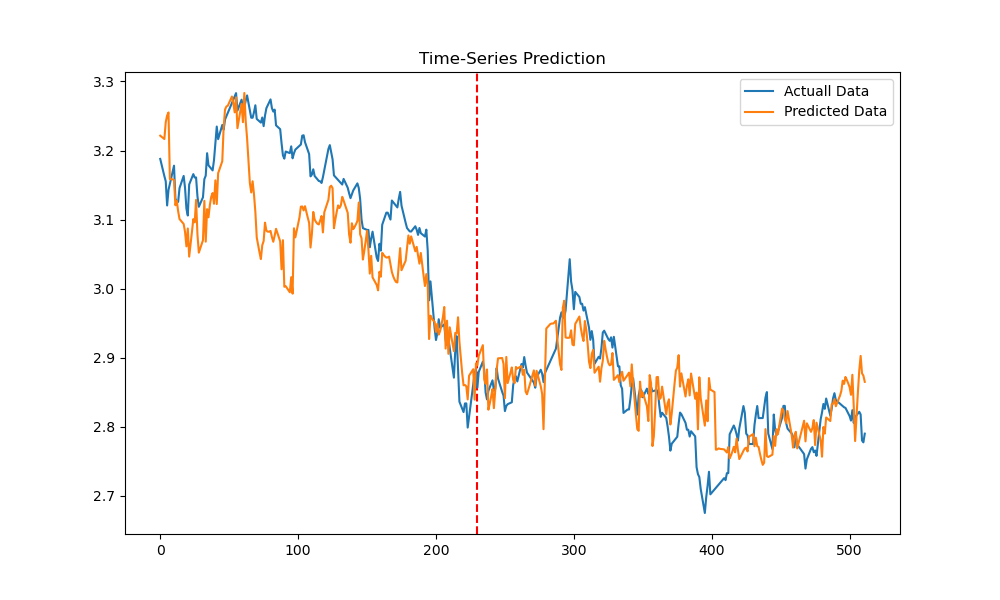 Time-Series Prediction
Actuall Data
Predicted Data
3.3
3.2
3.1
3.0
2.9
2.8
2.7
0 100 200 300 400 500